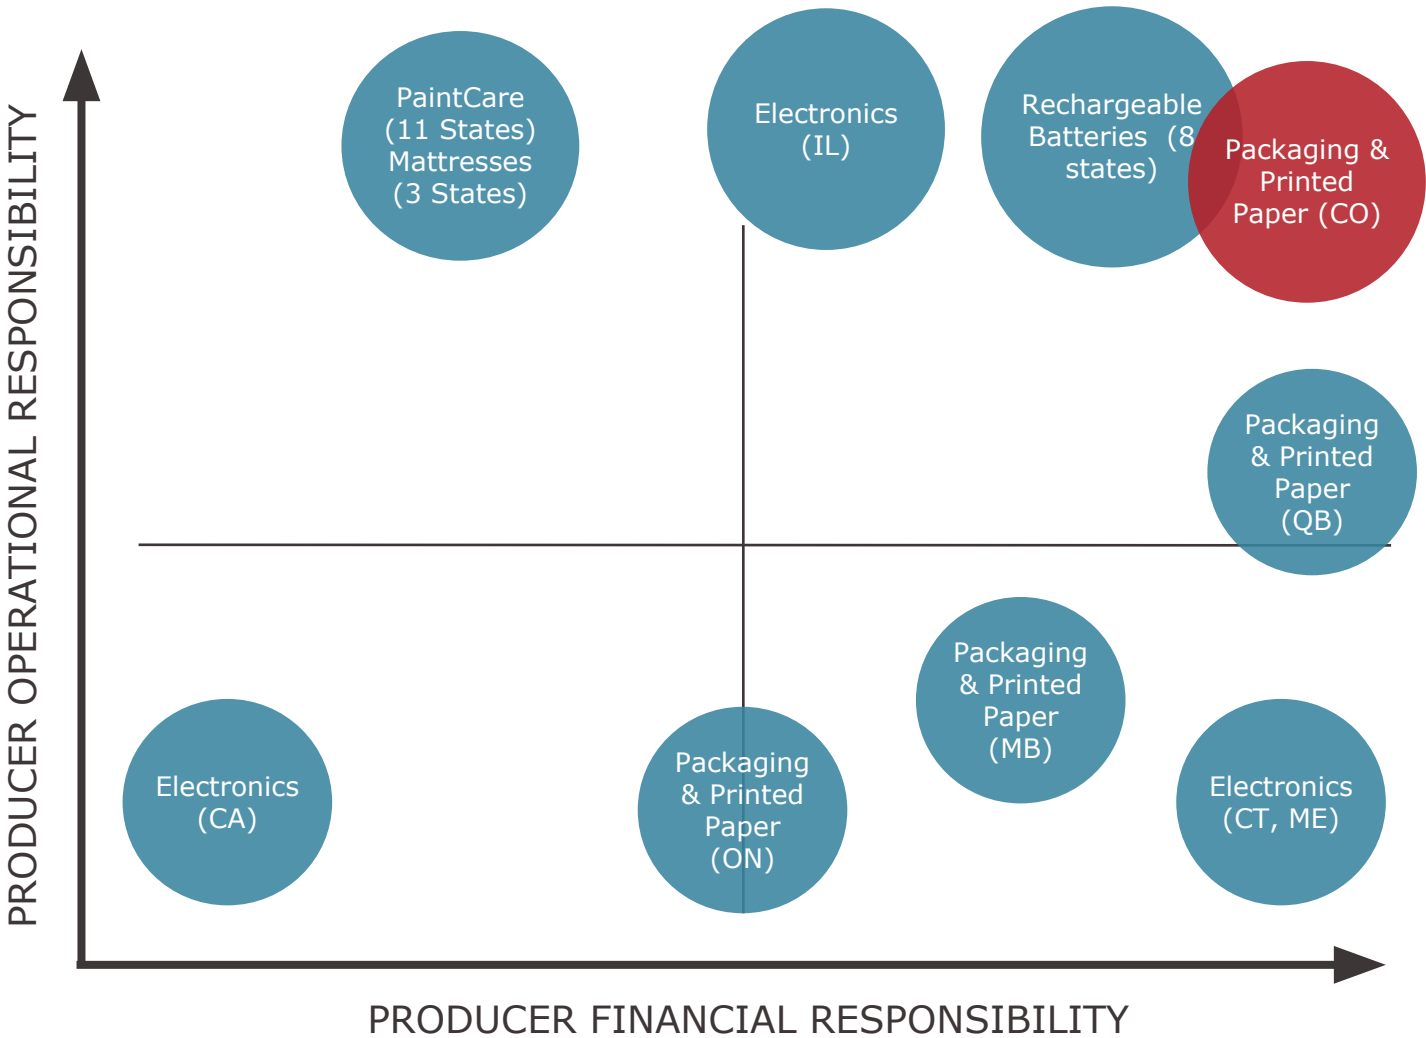 PRODUCER OPERATIONAL RESPONSIBILITY
PaintCare
(11 States)
Mattresses
(3 States)
Electronics
(IL)
Rechargeable
Batteries (8
states)
Packaging &
Printed
Paper (CO)
Packaging
& Printed
Paper
(QB)
Packaging
& Printed
Paper
(MB)
Electronics
(CA)
Packaging
& Printed
Paper
(ON)
Electronics
(CT, ME)
PRODUCER FINANCIAL RESPONSIBILITY